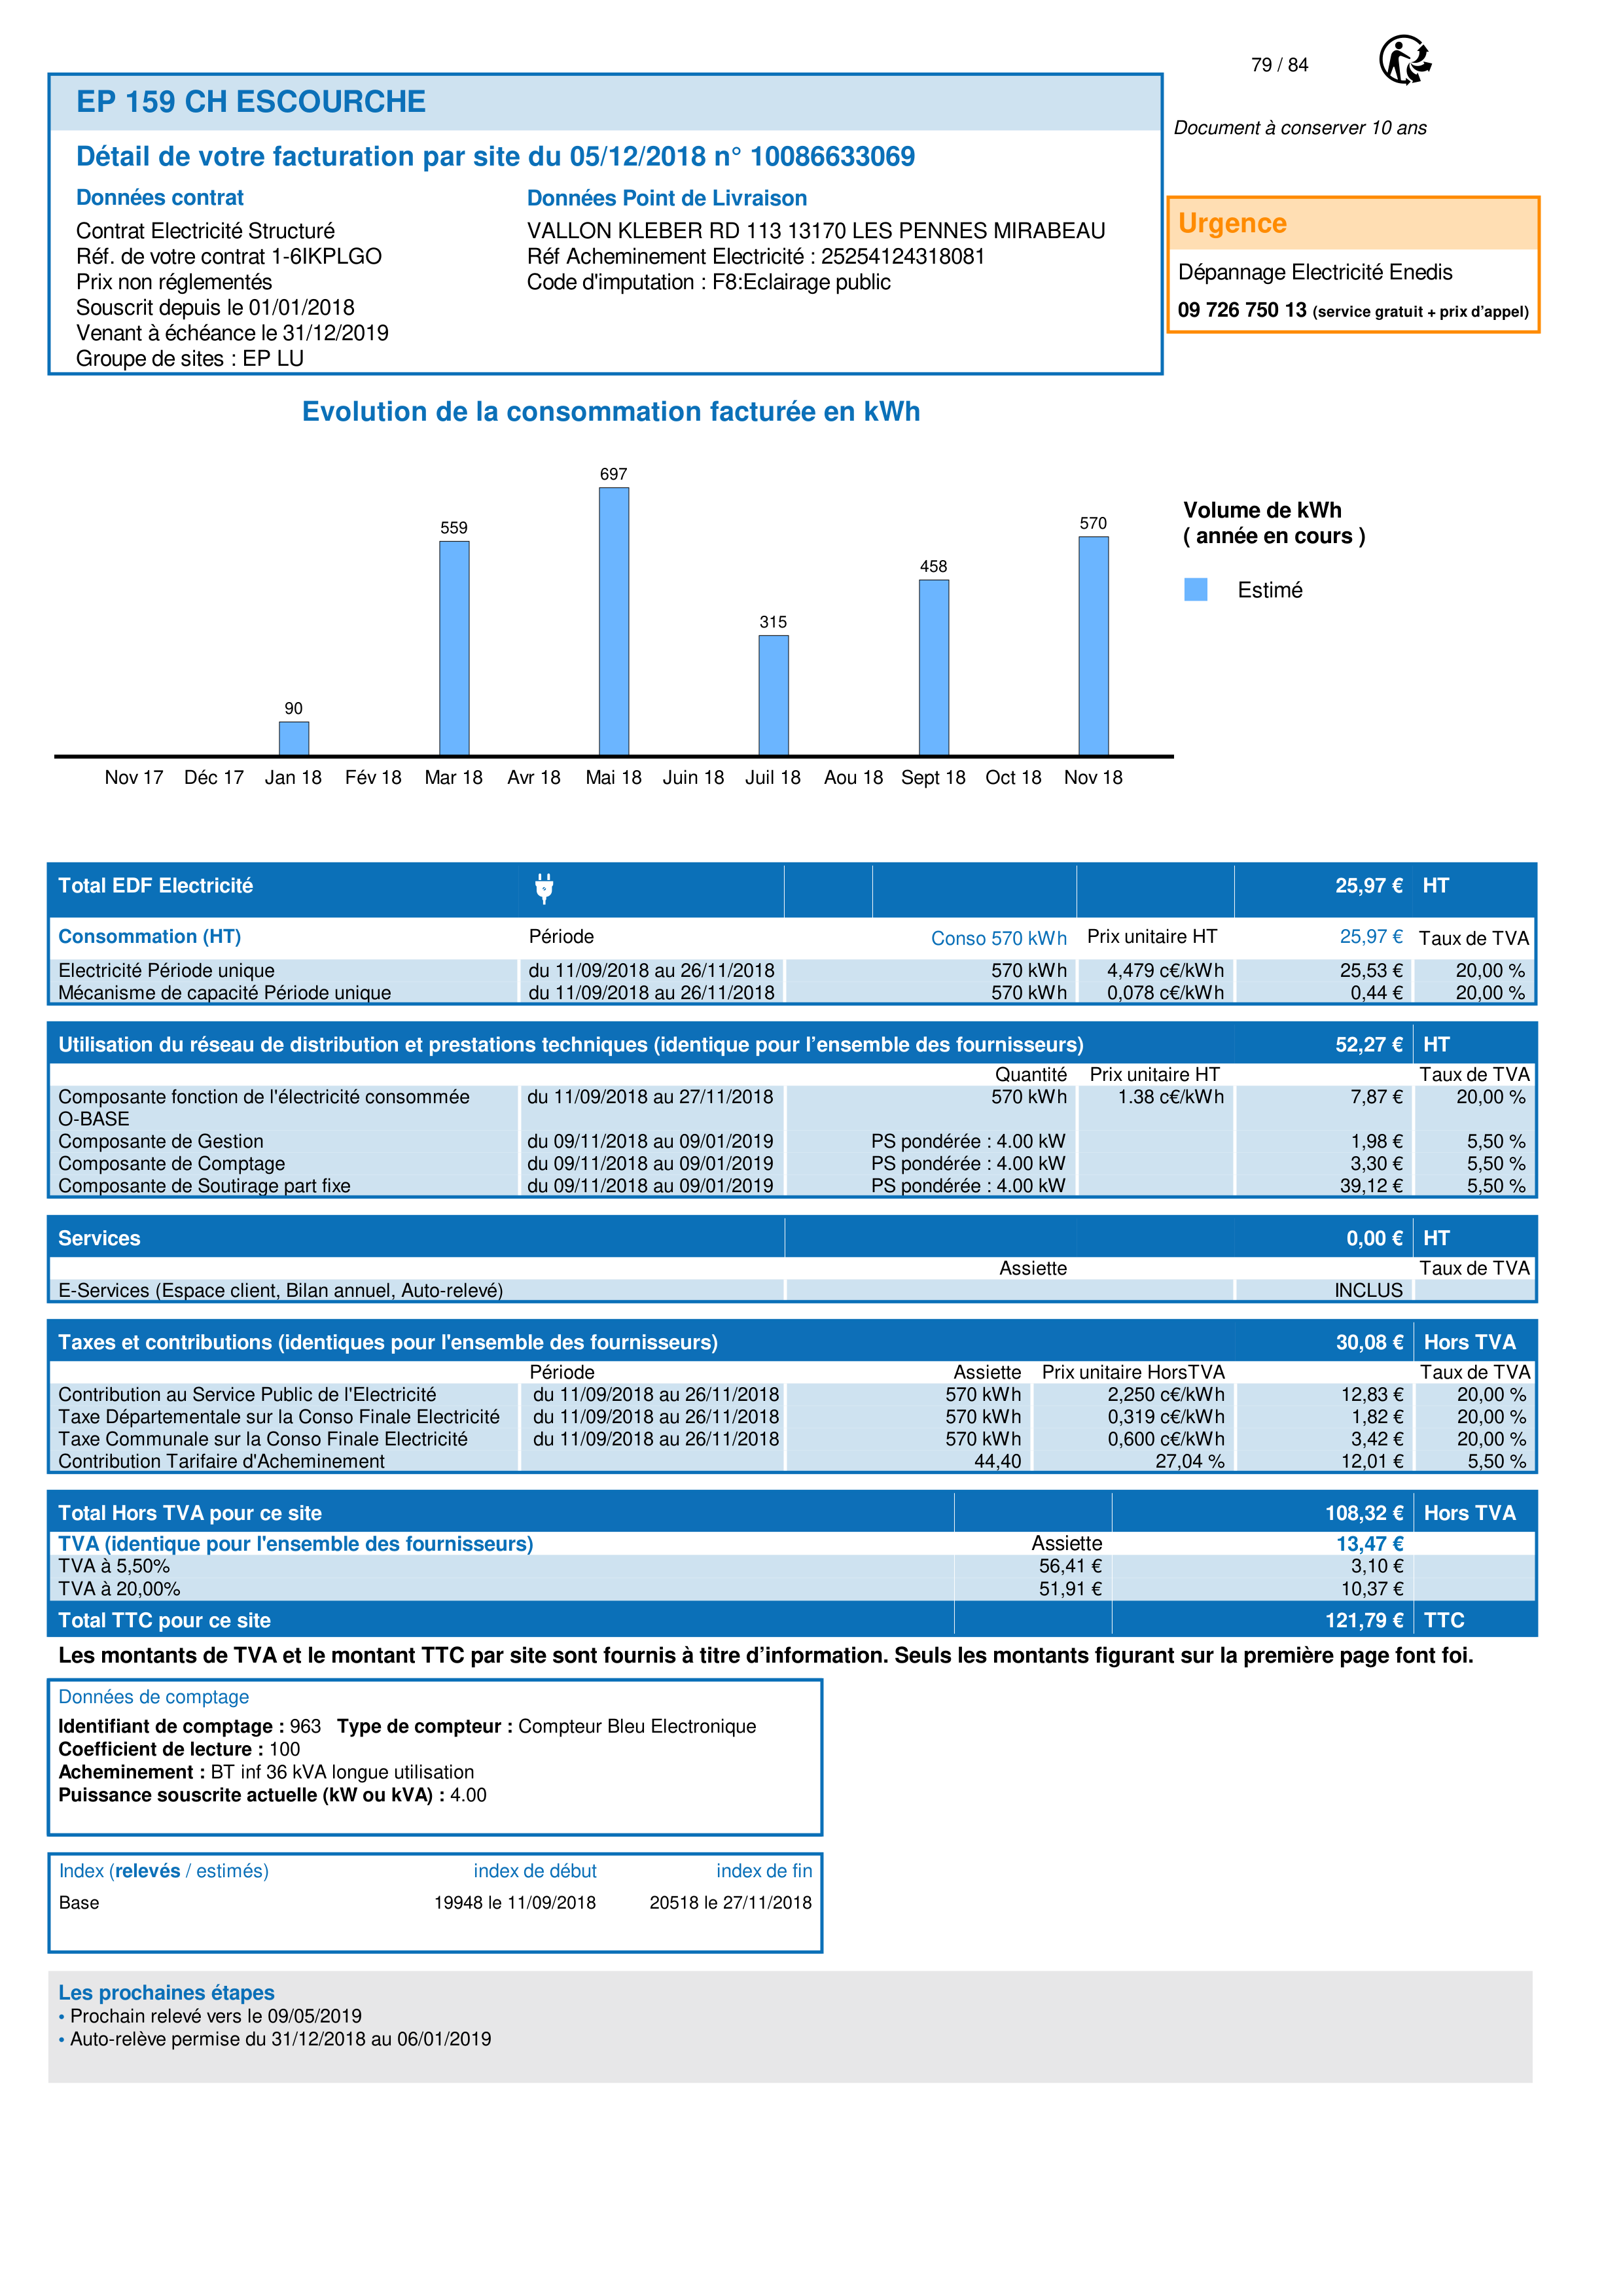 79 / 84
Document à conserver 10 ans
EP 159 CH ESCOURCHE
Détail de votre facturation par site du 05/12/2018 n° 10086633069
Données contrat
Contrat Electricité Structuré
Réf. de votre contrat 1-6IKPLGO
Prix non réglementés
Souscrit depuis le 01/01/2018
Venant à échéance le 31/12/2019
Groupe de sites : EP LU
Données Point de Livraison
VALLON KLEBER RD 113 13170 LES PENNES MIRABEAU
Réf Acheminement Electricité : 25254124318081
Code d'imputation : F8:Eclairage public
Urgence
Dépannage Electricité Enedis
09 726 750 13 (service gratuit + prix d’appel)
Evolution de la consommation facturée en kWh
90
559
697
315
458
570
Nov 17 Déc 17 Jan 18 Fév 18 Mar 18 Avr 18 Mai 18 Juin 18 Juil 18 Aou 18 Sept 18 Oct 18 Nov 18
Volume de kWh
( année en cours )
Estimé
Total EDF Electricité 25,97 € HT
Consommation (HT) Période Conso 570 kWh Prix unitaire HT 25,97 € Taux de TVA
Electricité Période unique du 11/09/2018 au 26/11/2018 570 kWh 4,479 c€/kWh 25,53 € 20,00 %
Mécanisme de capacité Période unique du 11/09/2018 au 26/11/2018 570 kWh 0,078 c€/kWh 0,44 € 20,00 %
Utilisation du réseau de distribution et prestations techniques (identique pour l’ensemble des fournisseurs) 52,27 € HT
Quantité Prix unitaire HT Taux de TVA
Composante fonction de l'électricité consommée du 11/09/2018 au 27/11/2018 570 kWh 1.38 c€/kWh 7,87 € 20,00 %
O-BASE
Composante de Gestion du 09/11/2018 au 09/01/2019 PS pondérée : 4.00 kW 1,98 € 5,50 %
Composante de Comptage du 09/11/2018 au 09/01/2019 PS pondérée : 4.00 kW 3,30 € 5,50 %
Composante de Soutirage part fixe du 09/11/2018 au 09/01/2019 PS pondérée : 4.00 kW 39,12 € 5,50 %
Services 0,00 € HT
Assiette Taux de TVA
E-Services (Espace client, Bilan annuel, Auto-relevé) INCLUS
Taxes et contributions (identiques pour l'ensemble des fournisseurs) 30,08 € Hors TVA
Période Assiette Prix unitaire HorsTVA Taux de TVA
Contribution au Service Public de l'Electricité du 11/09/2018 au 26/11/2018 570 kWh 2,250 c€/kWh 12,83 € 20,00 %
Taxe Départementale sur la Conso Finale Electricité du 11/09/2018 au 26/11/2018 570 kWh 0,319 c€/kWh 1,82 € 20,00 %
Taxe Communale sur la Conso Finale Electricité du 11/09/2018 au 26/11/2018 570 kWh 0,600 c€/kWh 3,42 € 20,00 %
Contribution Tarifaire d'Acheminement 44,40 27,04 % 12,01 € 5,50 %
Total Hors TVA pour ce site 108,32 € Hors TVA
TVA (identique pour l'ensemble des fournisseurs) Assiette 13,47 €
TVA à 5,50% 56,41 € 3,10 €
TVA à 20,00% 51,91 € 10,37 €
Total TTC pour ce site 121,79 € TTC
Les montants de TVA et le montant TTC par site sont fournis à titre d’information. Seuls les montants figurant sur la première page font foi.
Données de comptage
Identifiant de comptage : 963 Type de compteur : Compteur Bleu Electronique
Coefficient de lecture : 100
Acheminement : BT inf 36 kVA longue utilisation
Puissance souscrite actuelle (kW ou kVA) : 4.00
Index (relevés / estimés) index de début index de fin
Base 19948 le 11/09/2018 20518 le 27/11/2018
Les prochaines étapes
• Prochain relevé vers le 09/05/2019
• Auto-relève permise du 31/12/2018 au 06/01/2019